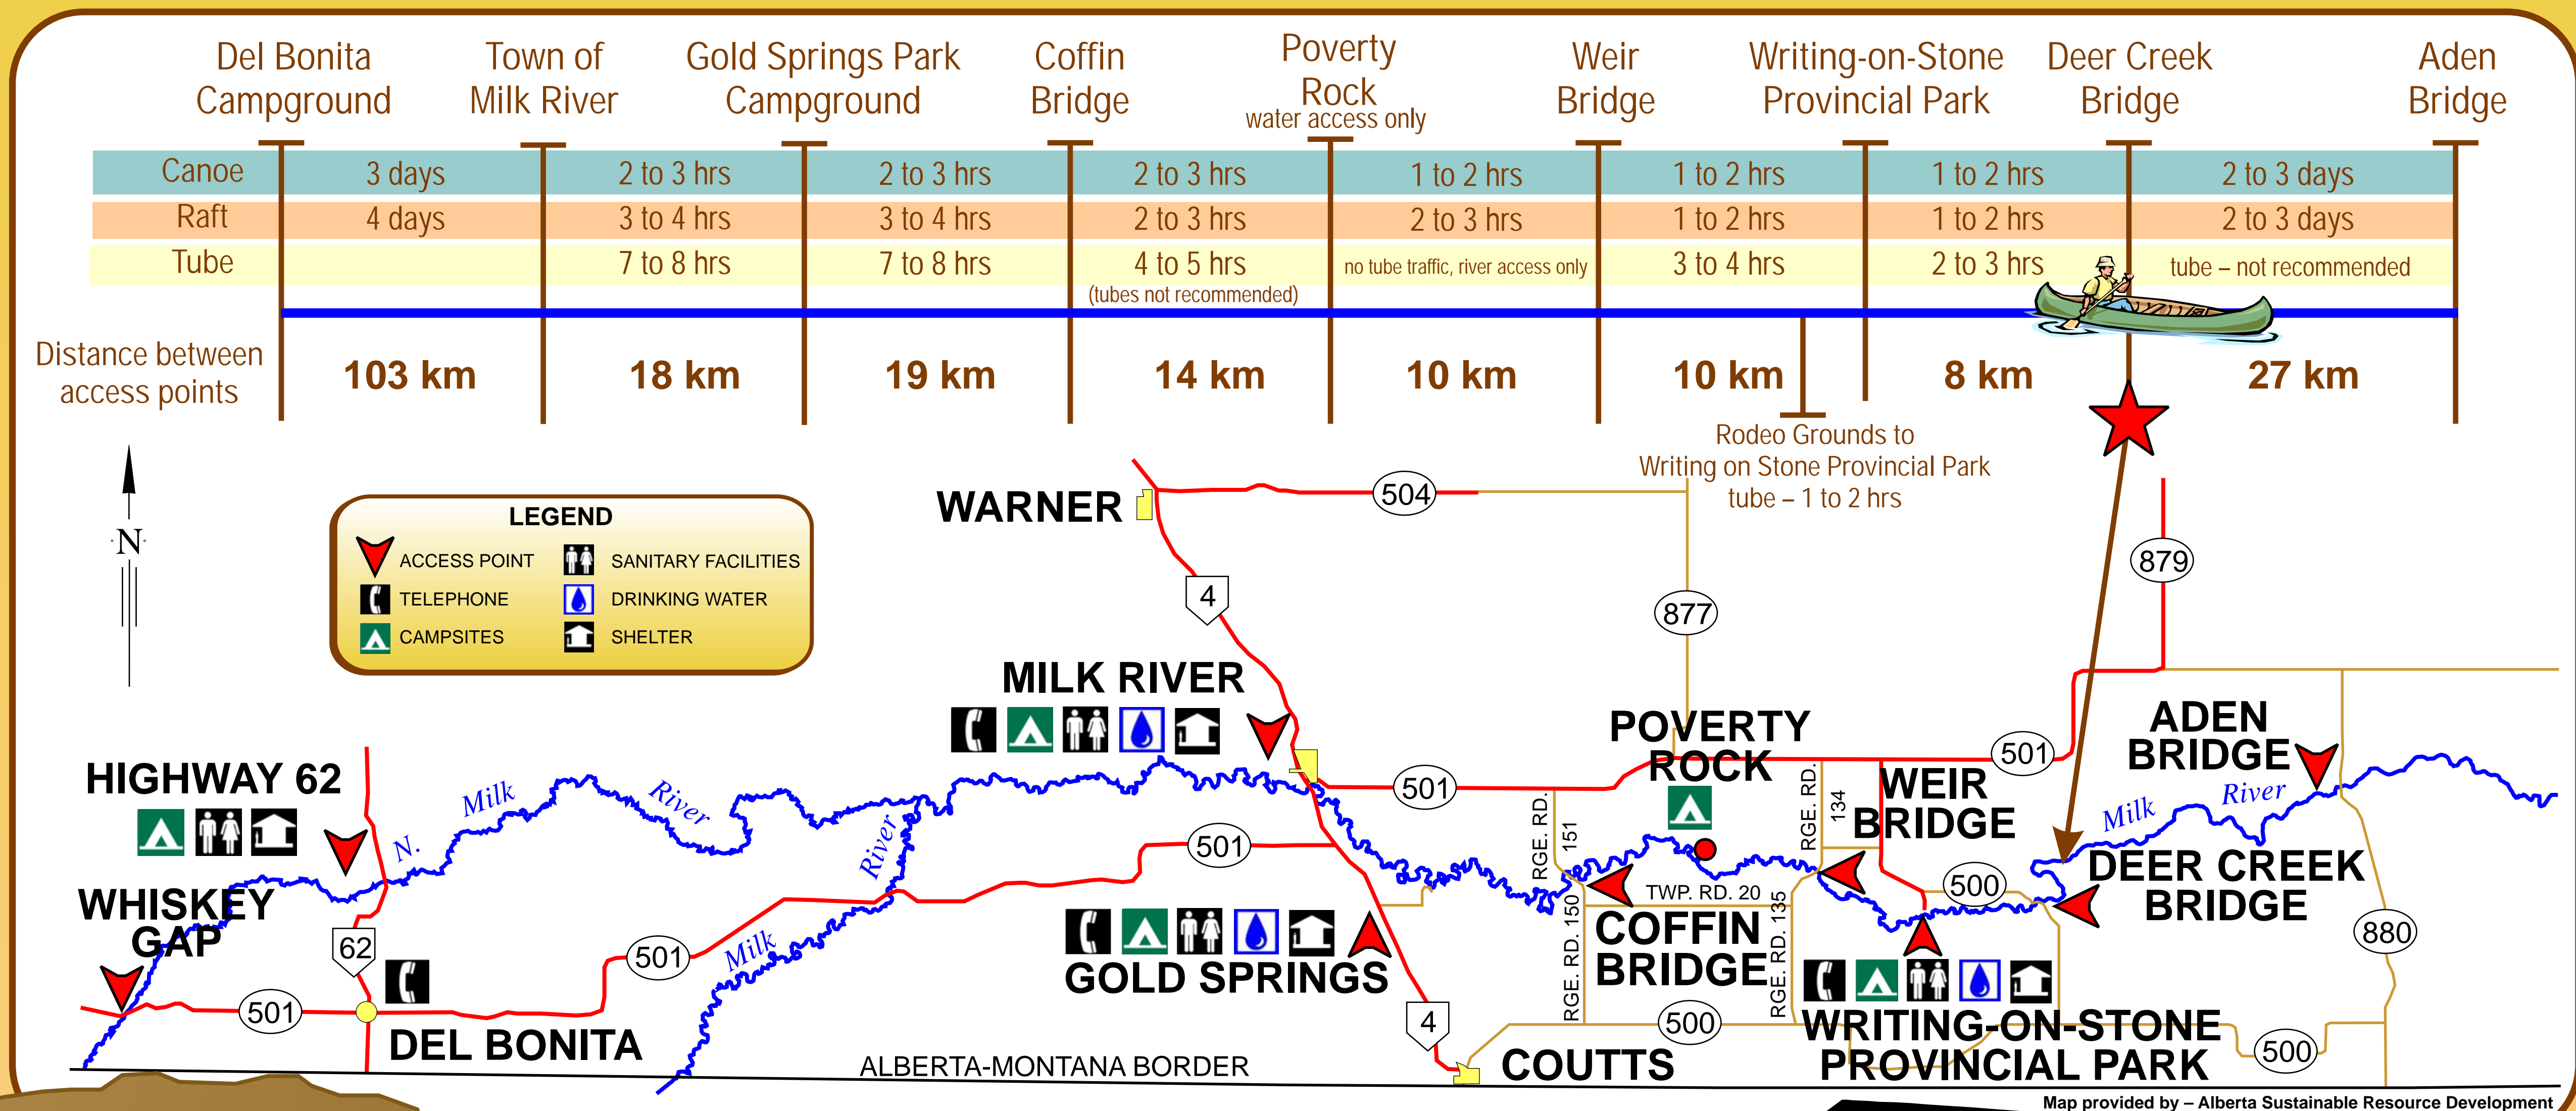 Del Bonita
Campground
Town of
Milk River
Gold Springs Park
Campground
Coffin
Bridge
Poverty
Rock
water access only
Weir
Bridge
Writing-on-Stone
Provincial Park
Deer Creek
Bridge
Aden
Bridge
Canoe 3 days 2 to 3 hrs 2 to 3 hrs 2 to 3 hrs 1 to 2 hrs 1 to 2 hrs 1 to 2 hrs 2 to 3 days
Raft 4 days 3 to 4 hrs 3 to 4 hrs 2 to 3 hrs 2 to 3 hrs 1 to 2 hrs 1 to 2 hrs 2 to 3 days
Tube 7 to 8 hrs 7 to 8 hrs 4 to 5 hrs no tube traffic, river access only 3 to 4 hrs 2 to 3 hrs tube – not recommended
(tubes not recommended)
Distance between
access points
103 km 18 km 19 km 14 km 10 km 10 km 8 km 27 km
Rodeo Grounds to
Writing on Stone Provincial Park
tube – 1 to 2 hrs
N
LEGEND
ACCESS POINT
SANITARY FACILITIES
TELEPHONE
DRINKING WATER
CAMPSITES
SHELTER
WARNER
504
4
877
879
MILK RIVER
POVERTY
ROCK
ADEN
BRIDGE
HIGHWAY 62
N.
Milk
River
501
501
501
RGE. RD.
151
RGE. RD.
134
WEIR
BRIDGE
Milk
River
WHISKEY
GAP
River
Milk
TWP. RD. 20
500
DEER CREEK
BRIDGE
62
501
GOLD SPRINGS
RGE. RD. 150
COFFIN
BRIDGE
RGE. RD. 135
880
501
DEL BONITA
4
500
WRITING-ON-STONE
PROVINCIAL PARK
500
ALBERTA-MONTANA BORDER
COUTTS
Map provided by – Alberta Sustainable Resource Development